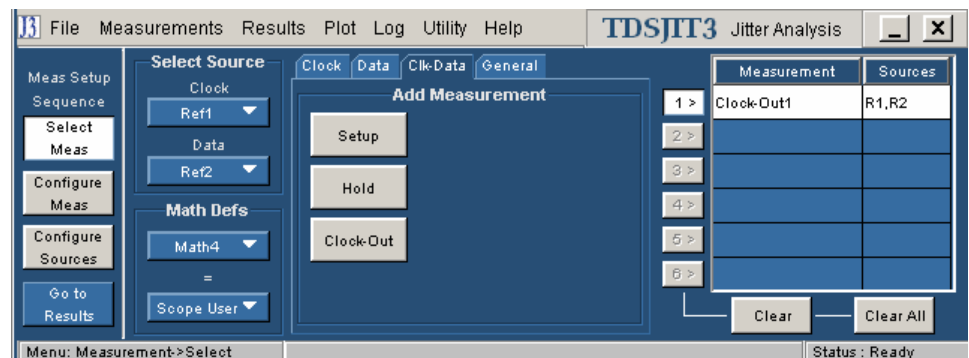 J3 File Measurements Results Plot Log Utility Help TDSJIT3 Jitter Analysis _ X
Meas Setup
Sequence
Select
Meas
Configure
Meas
Configure
Sources
Go to
Results
Select Source
Clock
Ref1
Data
Ref2
Math Defs
Math4
=
Scope User
Clock Data Clk-Data General
Add Measurement
Setup
Hold
Clock-Out
1 >
2 >
3 >
4 >
5 >
6 >
Measurement Sources
Clock-Out1 R1,R2
Clear Clear All
Menu: Measurement->Select Status : Ready